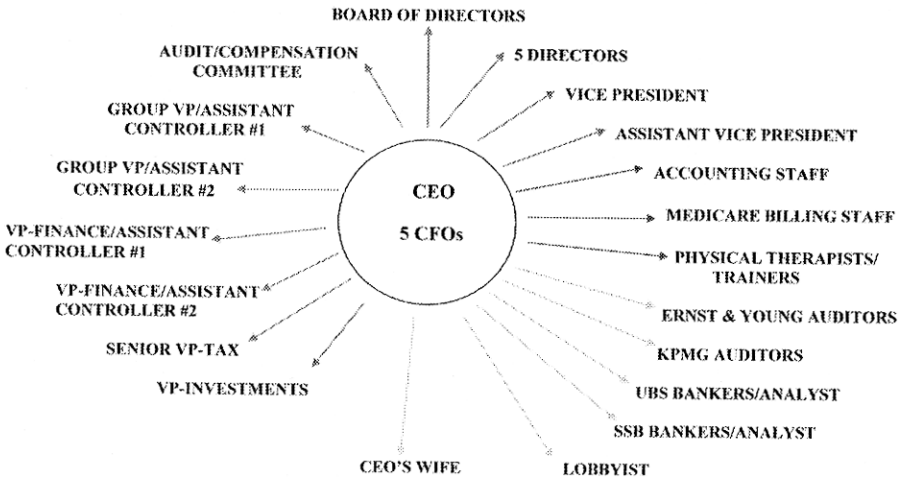 BOARD OF DIRECTORS
AUDIT/COMPENSATION
COMMITTEE
5 DIRECTORS
VICE PRESIDENT
GROUP VP/ASSISTANT
CONTROLLER #1
ASSISTANT VICE PRESIDENT
GROUP VP/ASSISTANT
CONTROLLER #2
CEO
5 CFOs
ACCOUNTING STAFF
MEDICARE BILLING STAFF
VP-FINANCE/ASSISTANT
CONTROLLER #1
PHYSICAL THERAPISTS/
TRAINERS
VP-FINANCE/ASSISTANT
CONTROLLER #2
ERNST & YOUNG AUDITORS
SENIOR VP-TAX
KPMG AUDITORS
VP-INVESTMENTS
UBS BANKERS/ANALYST
SSB BANKERS/ANALYST
CEO'S WIFE
LOBBYIST